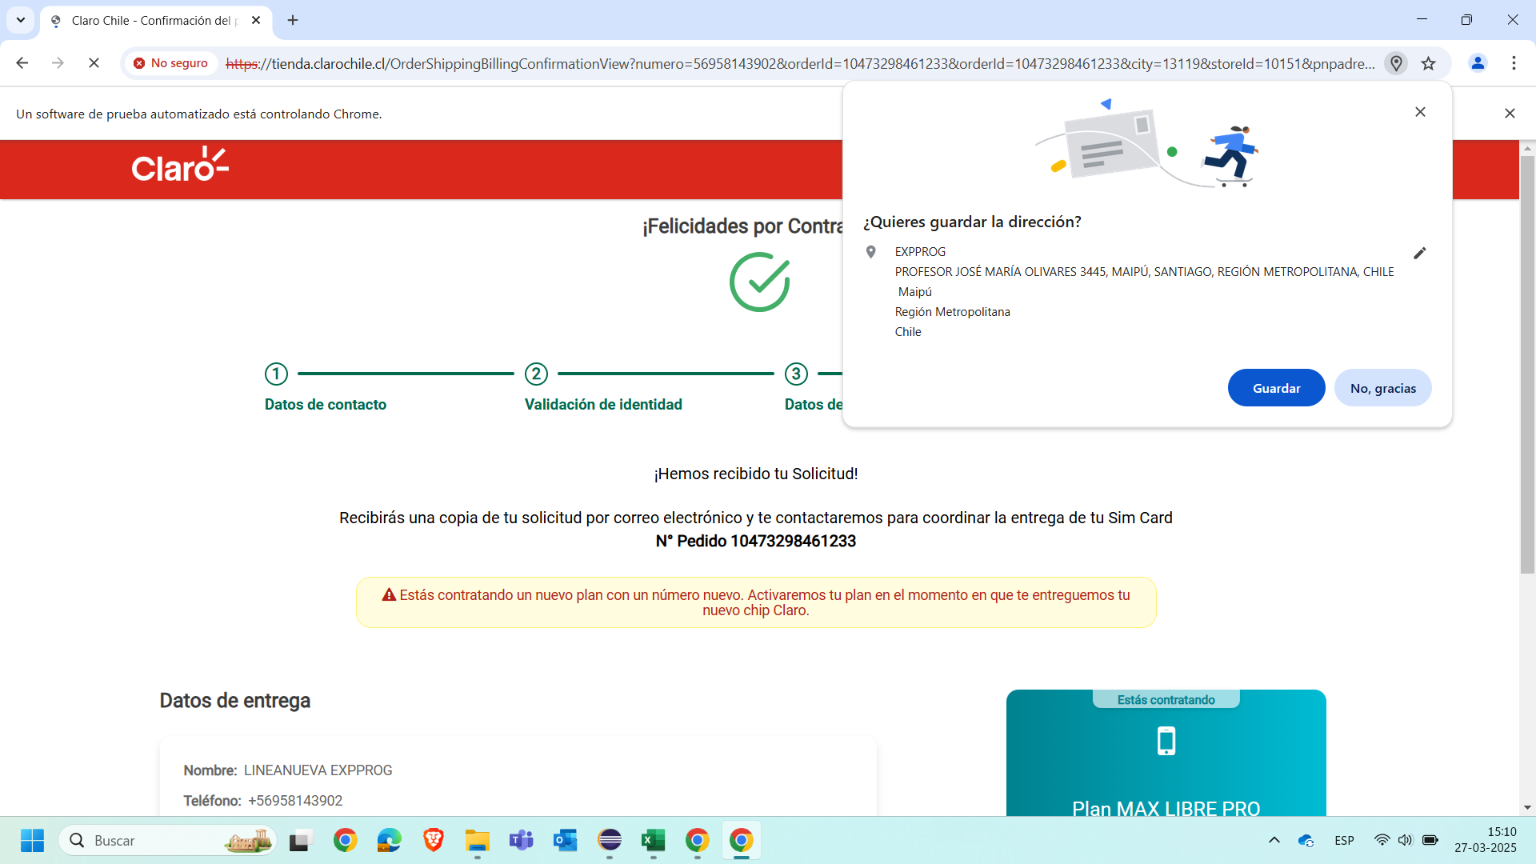 Claro Chile - Confirmación del p
No seguro
https://tienda.clarochile.cl/OrderShippingBillingConfirmationView?numero=56958143902&orderId=10473298461233&orderId=10473298461233&city=13119&storeId=10151&pnpadre...
Un software de prueba automatizado está controlando Chrome.
Claro
¡Felicidades por Contra
¿Quieres guardar la dirección?
EXPPROG
PROFESOR JOSÉ MARÍA OLIVARES 3445, MAIPÚ, SANTIAGO, REGIÓN METROPOLITANA, CHILE
Maipú
Región Metropolitana
Chile
Guardar
No, gracias
1
2
3
Datos de contacto
Validación de identidad
Datos de
¡Hemos recibido tu Solicitud!
Recibirás una copia de tu solicitud por correo electrónico y te contactaremos para coordinar la entrega de tu Sim Card
N° Pedido 10473298461233
Estás contratando un nuevo plan con un número nuevo. Activaremos tu plan en el momento en que te entreguemos tu
nuevo chip Claro.
Datos de entrega
Nombre: LINEANUEVA EXPPROG
Teléfono: +56958143902
Estás contratando
Plan MAX LIBRE PRO
Buscar
ESP
15:10
27-03-2025